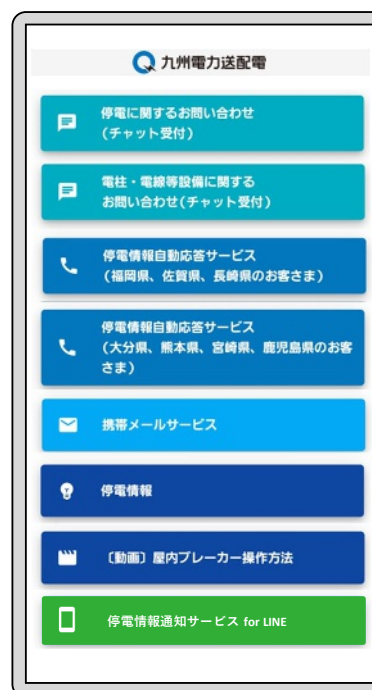 九州電力送配電
停電に関するお問い合わせ
(チャット受付)
電柱・電線等設備に関する
お問い合わせ(チャット受付)
停電情報自動応答サービス
(福岡県、佐賀県、長崎県のお客さま)
停電情報自動応答サービス
(大分県、熊本県、宮崎県、鹿児島県のお客
さま)
携帯メールサービス
停電情報
〔動画〕屋内ブレーカー操作方法
停電情報通知サービス for LINE